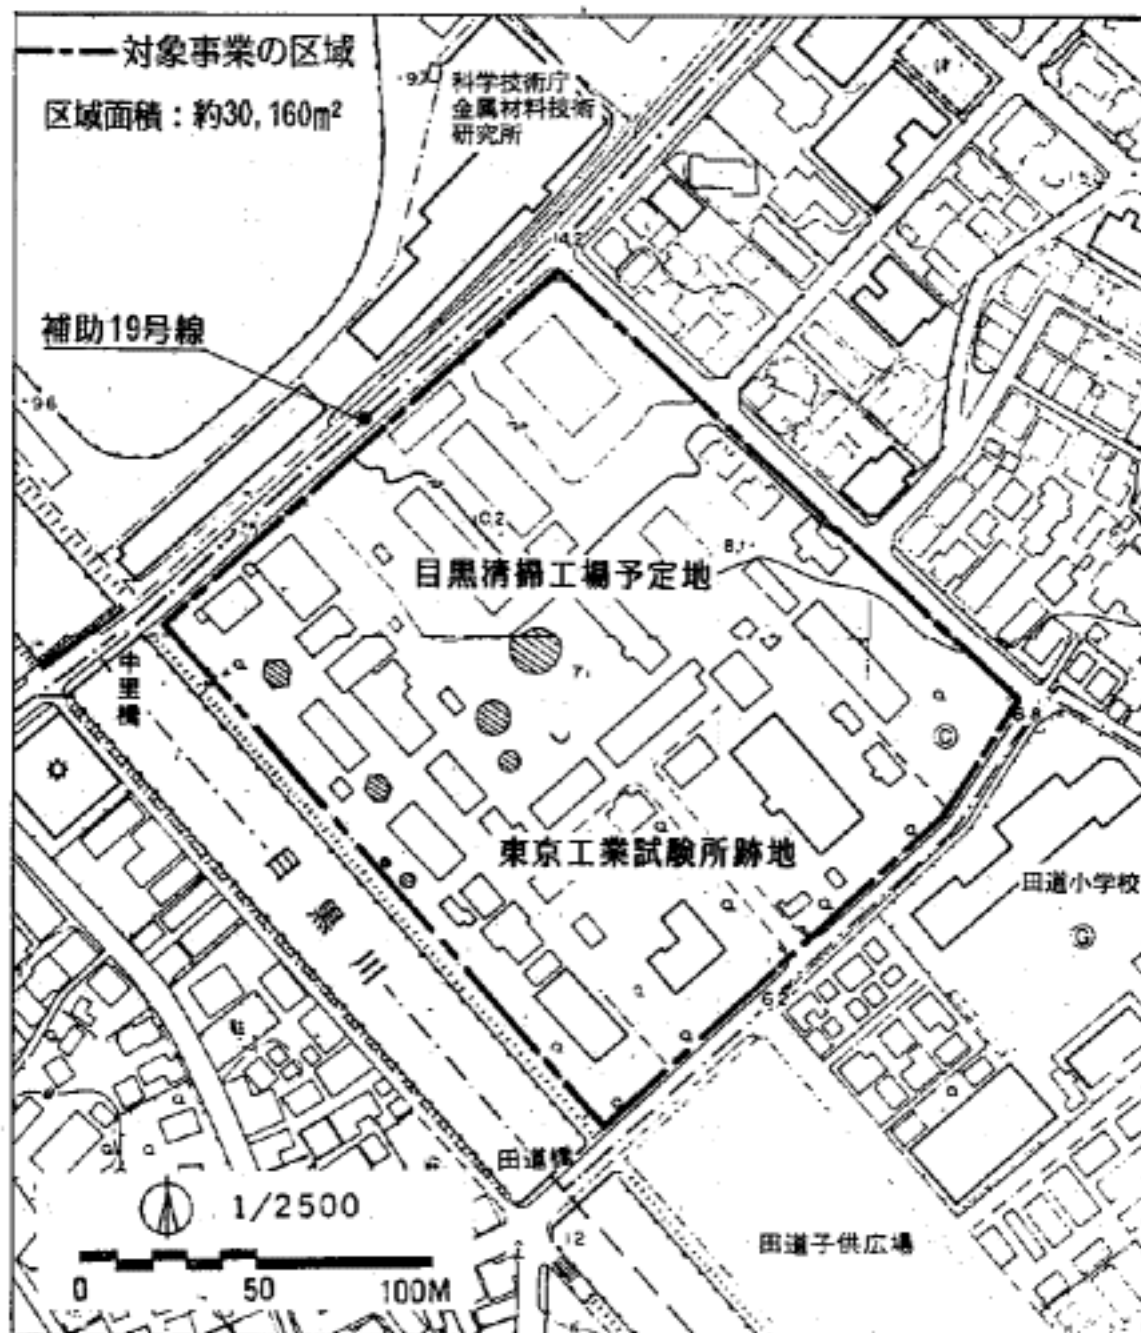 対象事業の区域
区域面積：約30,160m²
科学技術庁
金属材料技術
研究所
補助19号線
目黒清掃工場予定地
中里橋
東京工業試験所跡地
目黒川
田道小学校
田道橋
田道子供広場
1/2500
0 50 100M